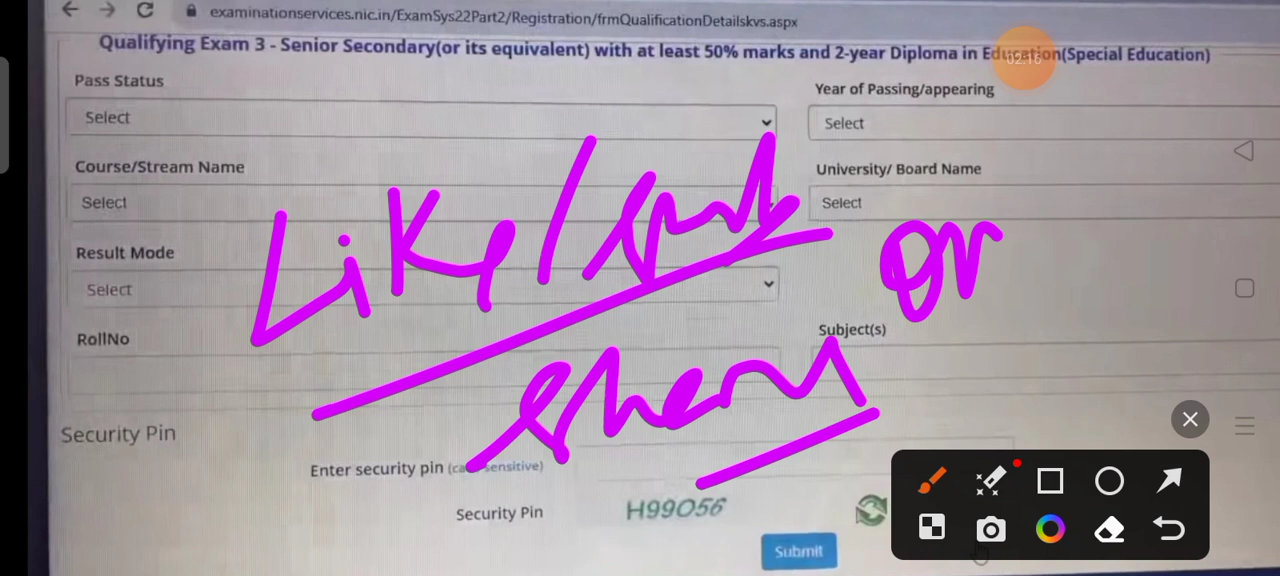 examinationservices.nic.in/ExamSys22Part2/Registration/frmQualificationDetailskvs.aspx
Qualifying Exam 3 - Senior Secondary(or its equivalent) with at least 50% marks and 2-year Diploma in Education(Special Education)
02:16
Pass Status
Year of Passing/appearing
Select
Select
Course/Stream Name
University/ Board Name
Select
Select
Like/
or
Result Mode
Select
RollNo
Subject(s)
Security Pin
Enter security pin (case sensitive)
Security Pin
H99O56
Submit